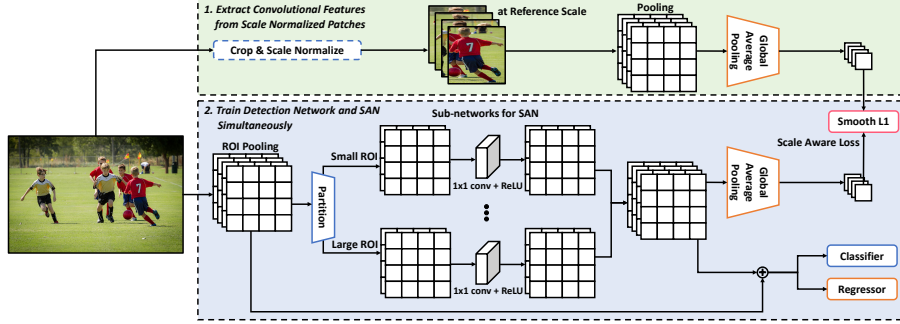 1. Extract Convolutional Features
from Scale Normalized Patches
at Reference Scale
Pooling
Crop & Scale Normalize
Global
Average
Pooling
2. Train Detection Network and SAN
Simultaneously
Sub-networks for SAN
Smooth L1
ROI Pooling
Small ROI
Scale Aware Loss
1x1 conv + ReLU
Partition
Global
Average
Pooling
Large ROI
1x1 conv + ReLU
Classifier
Regressor